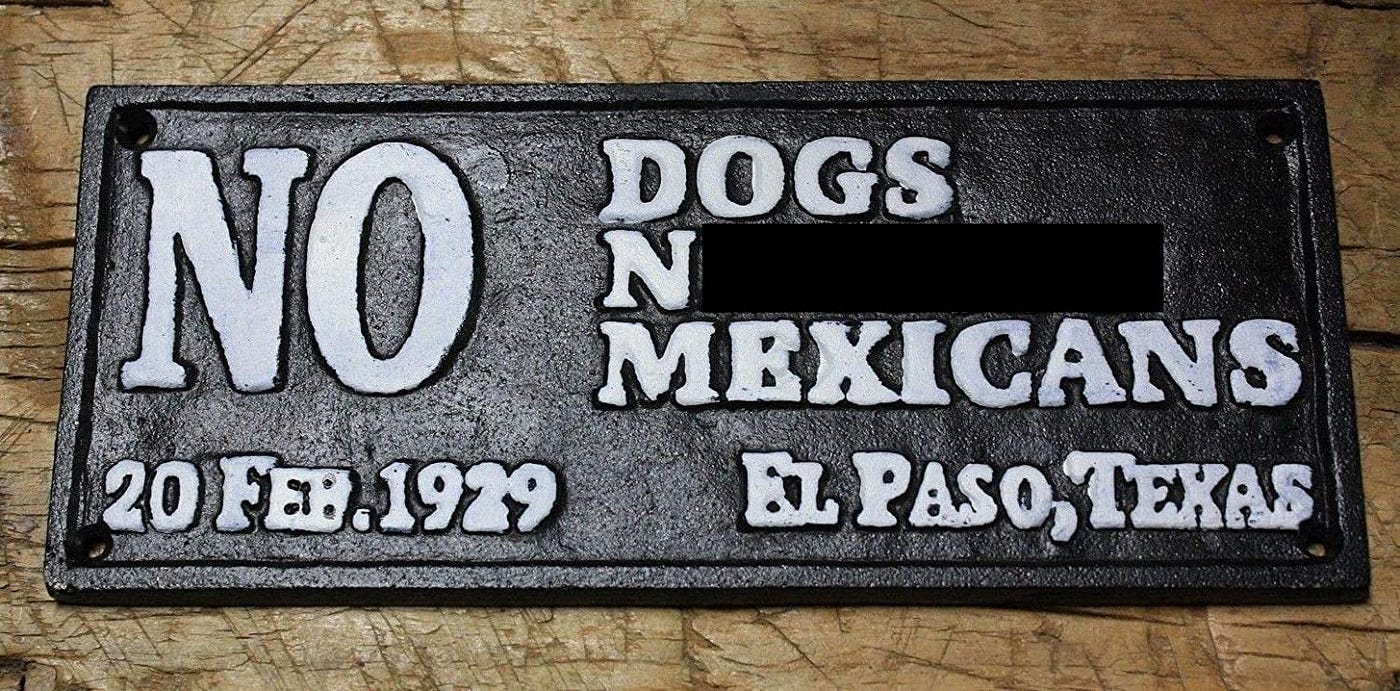 NO DOGS
N
MEXICANS
20 FEB. 1929 EL PASO, TEXAS